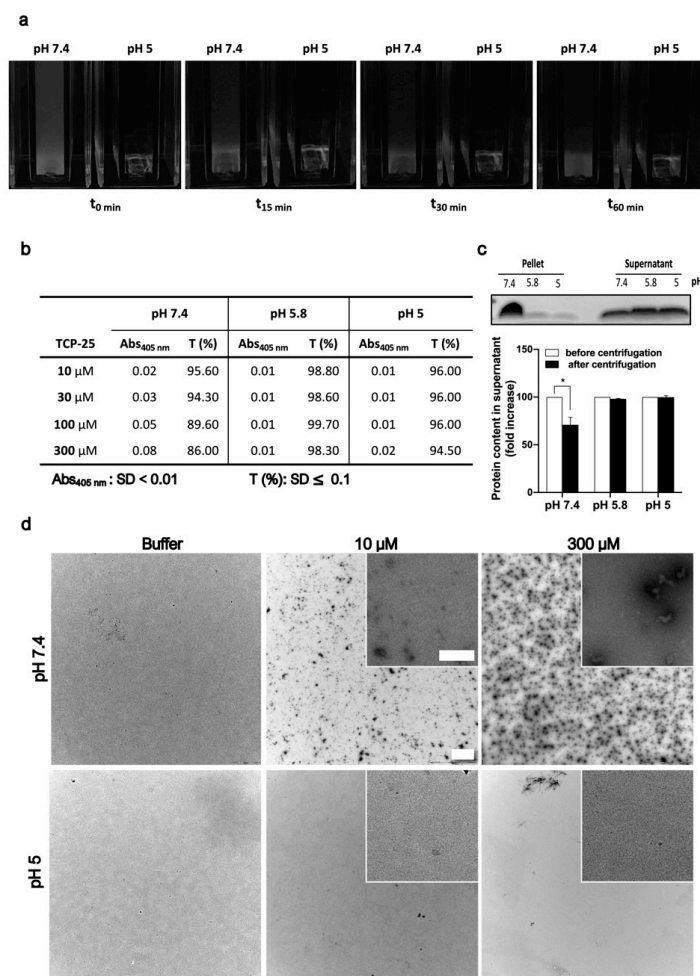 a
pH 7.4 pH 5 pH 7.4 pH 5 pH 7.4 pH 5 pH 7.4 pH 5
t0 min t15 min t30 min t60 min
b
pH 7.4 pH 5.8 pH 5
TCP-25 Abs405 nm T (%) Abs405 nm T (%) Abs405 nm T (%)
10 µM 0.02 95.60 0.01 98.80 0.01 96.00
30 µM 0.03 94.30 0.01 98.60 0.01 96.00
100 µM 0.05 89.60 0.01 99.70 0.01 96.00
300 µM 0.08 86.00 0.01 98.30 0.02 94.50
Abs405 nm : SD < 0.01 T (%): SD ≤ 0.1
c
Pellet Supernatant
7.4 5.8 5 7.4 5.8 5 pH
before centrifugation
after centrifugation
Protein content in supernatant
(fold increase)
150
100
50
0
*
pH 7.4 pH 5.8 pH 5
d
Buffer 10 µM 300 µM
pH 7.4
pH 5